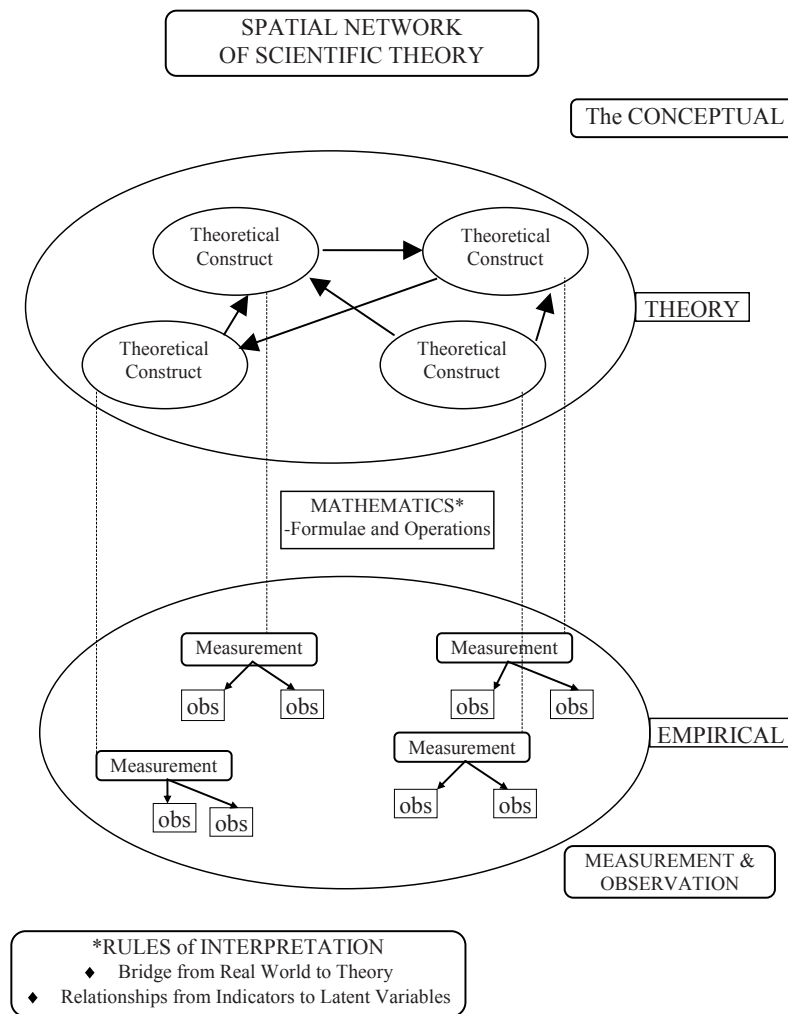 SPATIAL NETWORK
OF SCIENTIFIC THEORY
The CONCEPTUAL
Theoretical
Construct
Theoretical
Construct
THEORY
Theoretical
Construct
Theoretical
Construct
MATHEMATICS*
-Formulae and Operations
Measurement
Measurement
obs
obs
obs
obs
EMPIRICAL
Measurement
Measurement
obs
obs
obs
obs
MEASUREMENT &
OBSERVATION
*RULES of INTERPRETATION
♦ Bridge from Real World to Theory
♦ Relationships from Indicators to Latent Variables